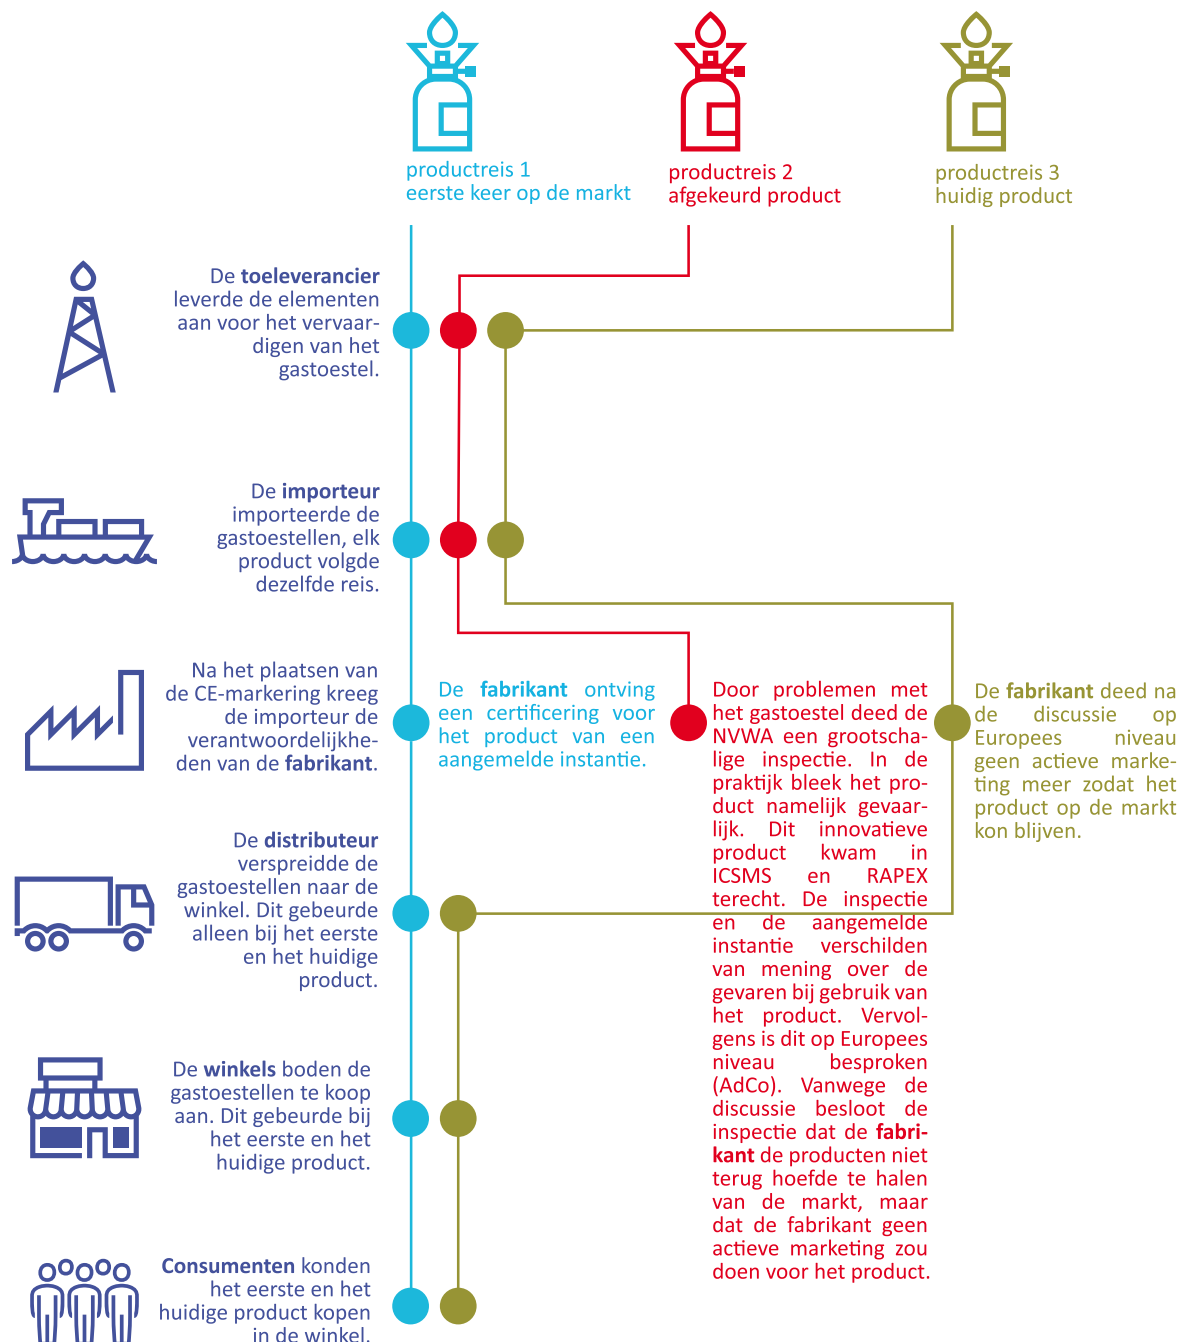 productreis 1
eerste keer op de markt
productreis 2
afgekeurd product
productreis 3
huidig product
De toeleverancier
leverde de elementen
aan voor het vervaar-
digen van het
gastoestel.
De importeur
importeerde de
gastoestellen, elk
product volgde
dezelfde reis.
Na het plaatsen van
de CE-markering kreeg
de importeur de
verantwoordelijkhe-
den van de fabrikant.
De fabrikant ontving
een certificering voor
het product van een
aangemelde instantie.
Door problemen met
het gastoestel deed de
NVWA een grootscha-
lige inspectie. In de
praktijk bleek het pro-
duct namelijk gevaar-
lijk. Dit innovatieve
product kwam in
ICSMS en RAPEX
terecht. De inspectie
en de aangemelde
instantie verschilden
van mening over de
gevaren bij gebruik van
het product. Vervol-
gens is dit op Europees
niveau besproken
(AdCo). Vanwege de
discussie besloot de
inspectie dat de fabri-
kant de producten niet
terug hoefde te halen
van de markt, maar
dat de fabrikant geen
actieve marketing zou
doen voor het product.
De fabrikant deed na
de discussie op
Europees niveau
geen actieve marke-
ting meer zodat het
product op de markt
kon blijven.
De distributeur
verspreidde de
gastoestellen naar de
winkel. Dit gebeurde
alleen bij het eerste
en het huidige
product.
De winkels boden de
gastoestellen te koop
aan. Dit gebeurde bij
het eerste en het
huidige product.
Consumenten konden
het eerste en het
huidige product kopen
in de winkel.